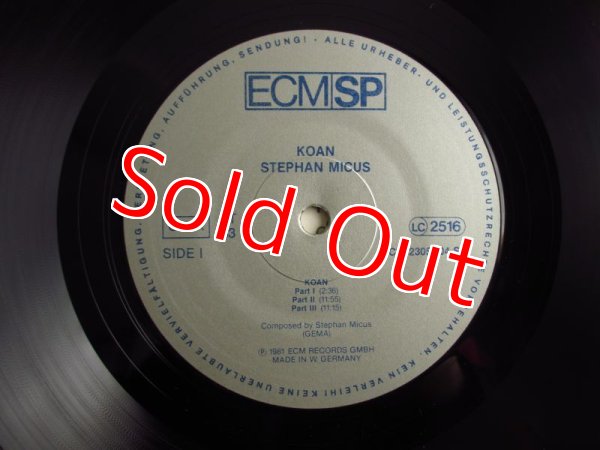 ECM SP
KOAN
STEPHAN MICUS
Sold Out
LC 2516
SIDE I
KOAN
Part I (2:36)
Part II (11:55)
Part III (11:15)
Composed by Stephan Micus
(GEMA)
℗ 1981 ECM RECORDS GMBH
MADE IN W. GERMANY
AUFFÜHRUNG, SENDUNG! · ALLE URHEBER- UND LEISTUNGSSCHUTZRECHTE VORBEHALTEN · KEIN VERLEIH! KEINE UNERLAUBTE VERVIELFÄLTIGUNG,